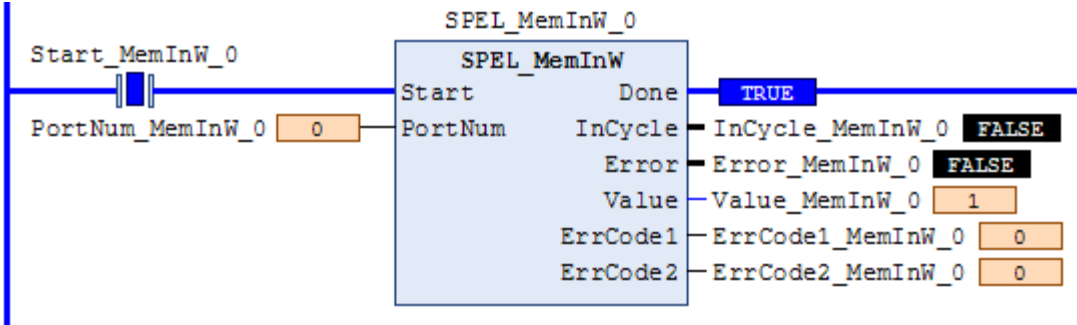 SPEL_MemInW_0
Start_MemInW_0
SPEL_MemInW
Start Done TRUE
PortNum_MemInW_0 0 PortNum InCycle InCycle_MemInW_0 FALSE
Error Error_MemInW_0 FALSE
Value Value_MemInW_0 1
ErrCode1 ErrCode1_MemInW_0 0
ErrCode2 ErrCode2_MemInW_0 0